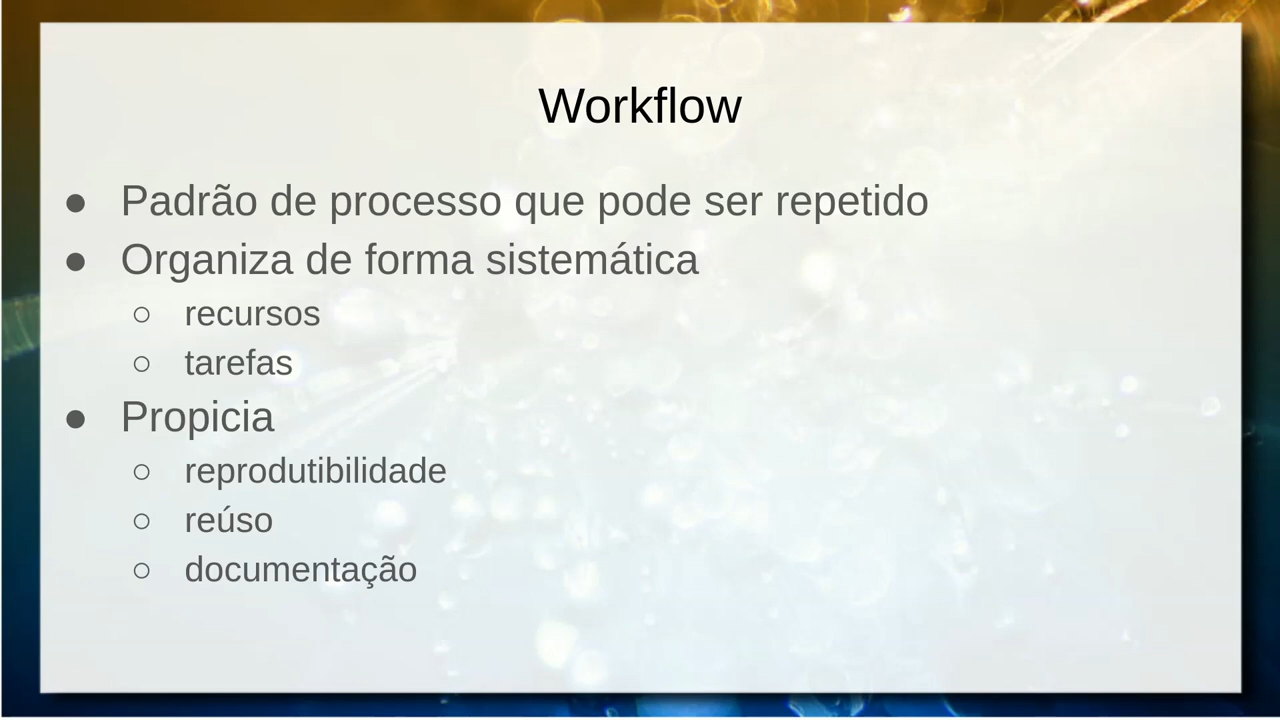 Workflow
● Padrão de processo que pode ser repetido
● Organiza de forma sistemática
○ recursos
○ tarefas
● Propicia
○ reprodutibilidade
○ reúso
○ documentação